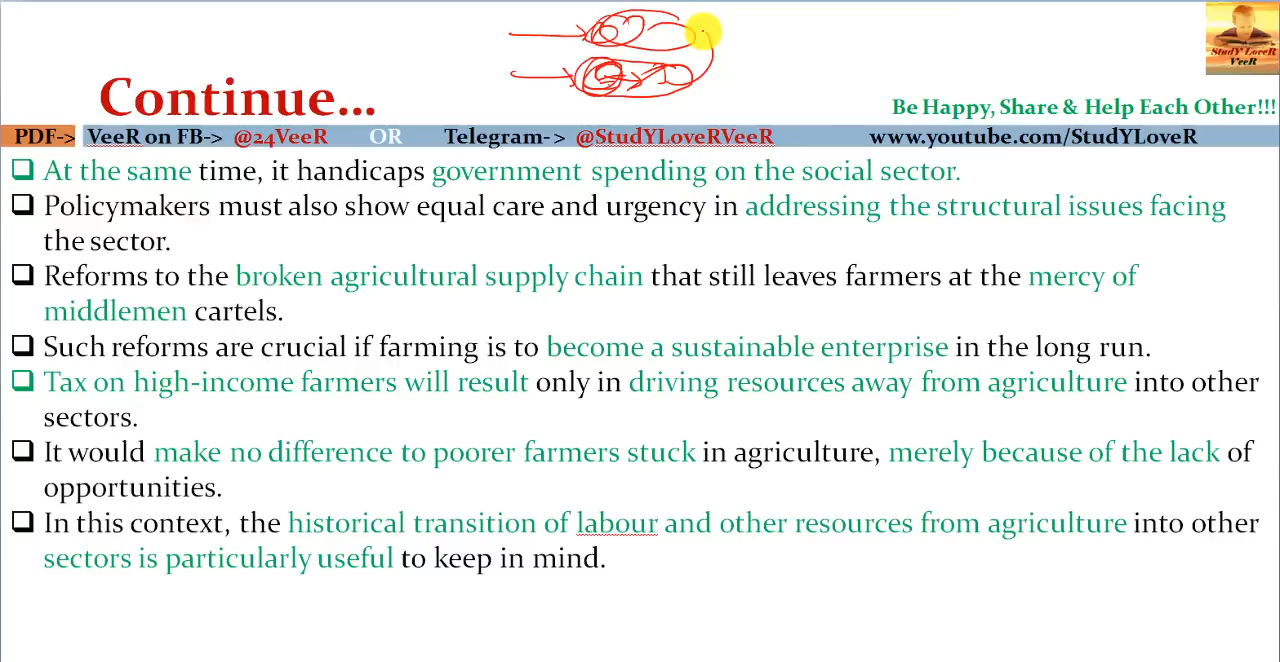 StudY LoveR
VeeR
Continue...
Be Happy, Share & Help Each Other!!!
PDF-> VeeR on FB-> @24VeeR OR Telegram-> @StudYLoveRVeeR www.youtube.com/StudYLoveR
At the same time, it handicaps government spending on the social sector.
Policymakers must also show equal care and urgency in addressing the structural issues facing
the sector.
Reforms to the broken agricultural supply chain that still leaves farmers at the mercy of
middlemen cartels.
Such reforms are crucial if farming is to become a sustainable enterprise in the long run.
Tax on high-income farmers will result only in driving resources away from agriculture into other
sectors.
It would make no difference to poorer farmers stuck in agriculture, merely because of the lack of
opportunities.
In this context, the historical transition of labour and other resources from agriculture into other
sectors is particularly useful to keep in mind.